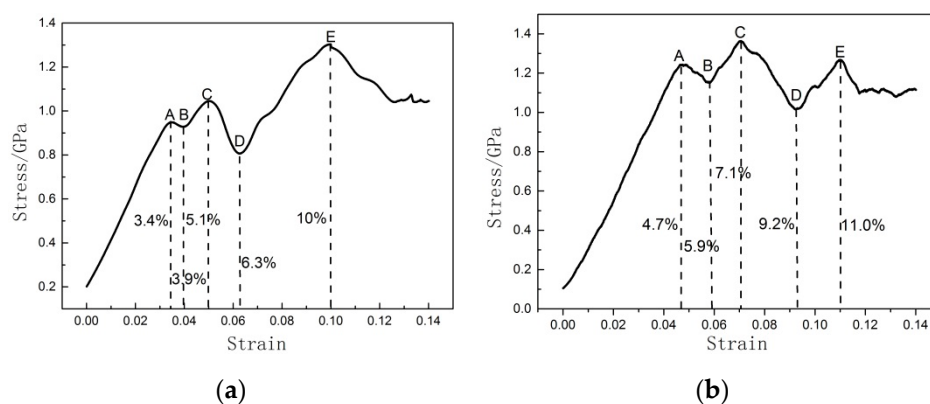 1.4
1.2
1.0
0.8
0.6
0.4
0.2
Stress/GPa
A
B
C
D
E
3.4%
5.1%
10%
6.3%
3.9%
0.00
0.02
0.04
0.06
0.08
0.10
0.12
0.14
Strain
(a)
1.4
1.2
1.0
0.8
0.6
0.4
0.2
0.0
Stress/GPa
A
B
C
D
E
7.1%
4.7%
9.2%
11.0%
5.9%
0.00
0.02
0.04
0.06
0.08
0.10
0.12
0.14
Strain
(b)